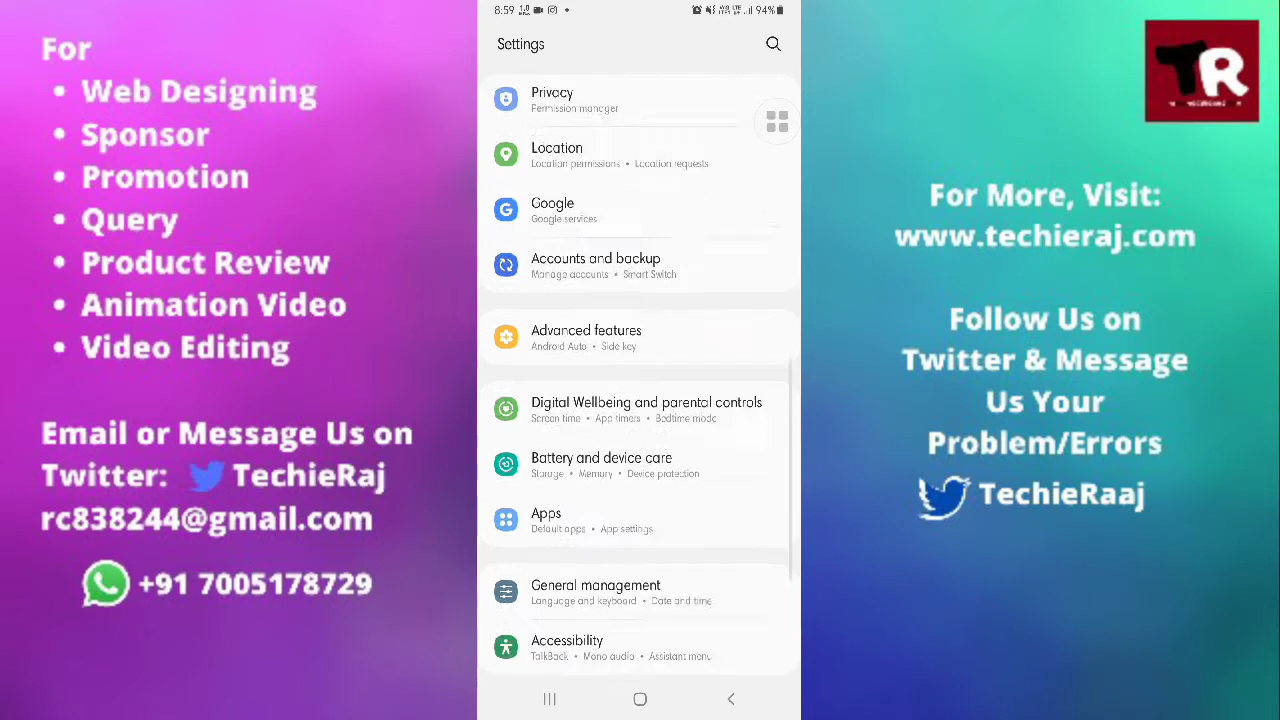 For
• Web Designing
• Sponsor
• Promotion
• Query
• Product Review
• Animation Video
• Video Editing
Email or Message Us on
Twitter: TechieRaj
rc838244@gmail.com
+91 7005178729
8:59
94%
Settings
Privacy
Permission manager
Location
Location permissions • Location requests
Google
Google services
Accounts and backup
Manage accounts • Smart Switch
Advanced features
Android Auto • Side key
Digital Wellbeing and parental controls
Screen time • App timers • Bedtime mode
Battery and device care
Storage • Memory • Device protection
Apps
Default apps • App settings
General management
Language and keyboard • Date and time
Accessibility
TalkBack • Mono audio • Assistant menu
TR
For More, Visit:
www.techieraj.com
Follow Us on
Twitter & Message
Us Your
Problem/Errors
TechieRaaj